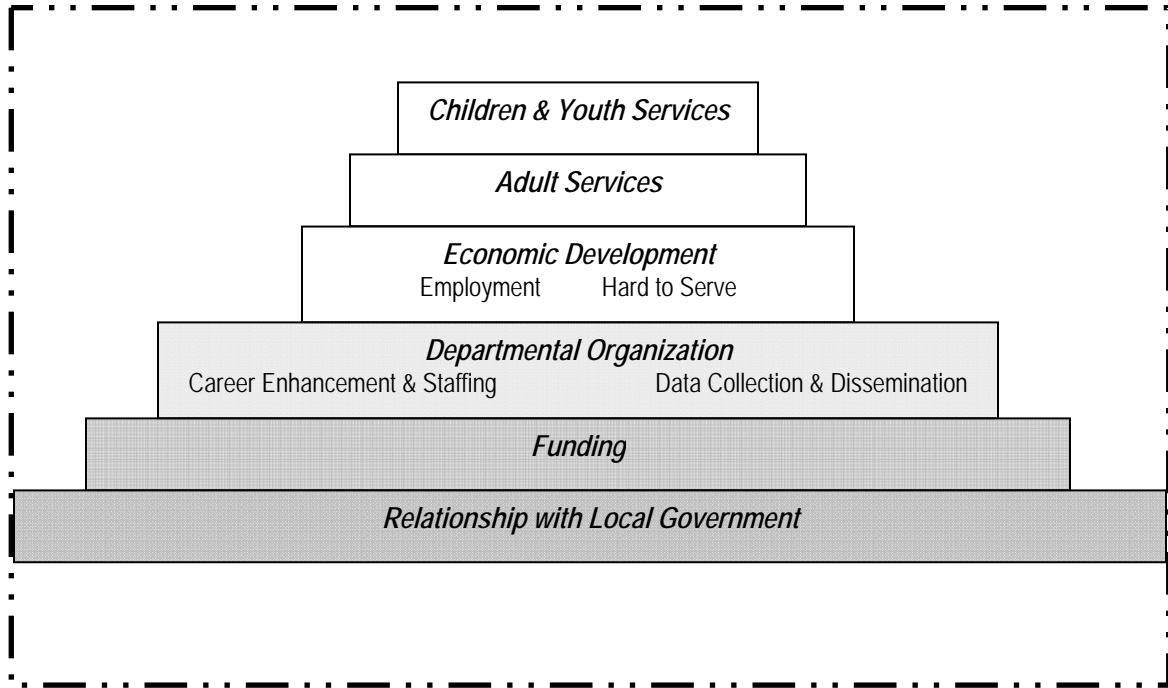 Children & Youth Services
Adult Services
Economic Development
Employment Hard to Serve
Departmental Organization
Career Enhancement & Staffing Data Collection & Dissemination
Funding
Relationship with Local Government